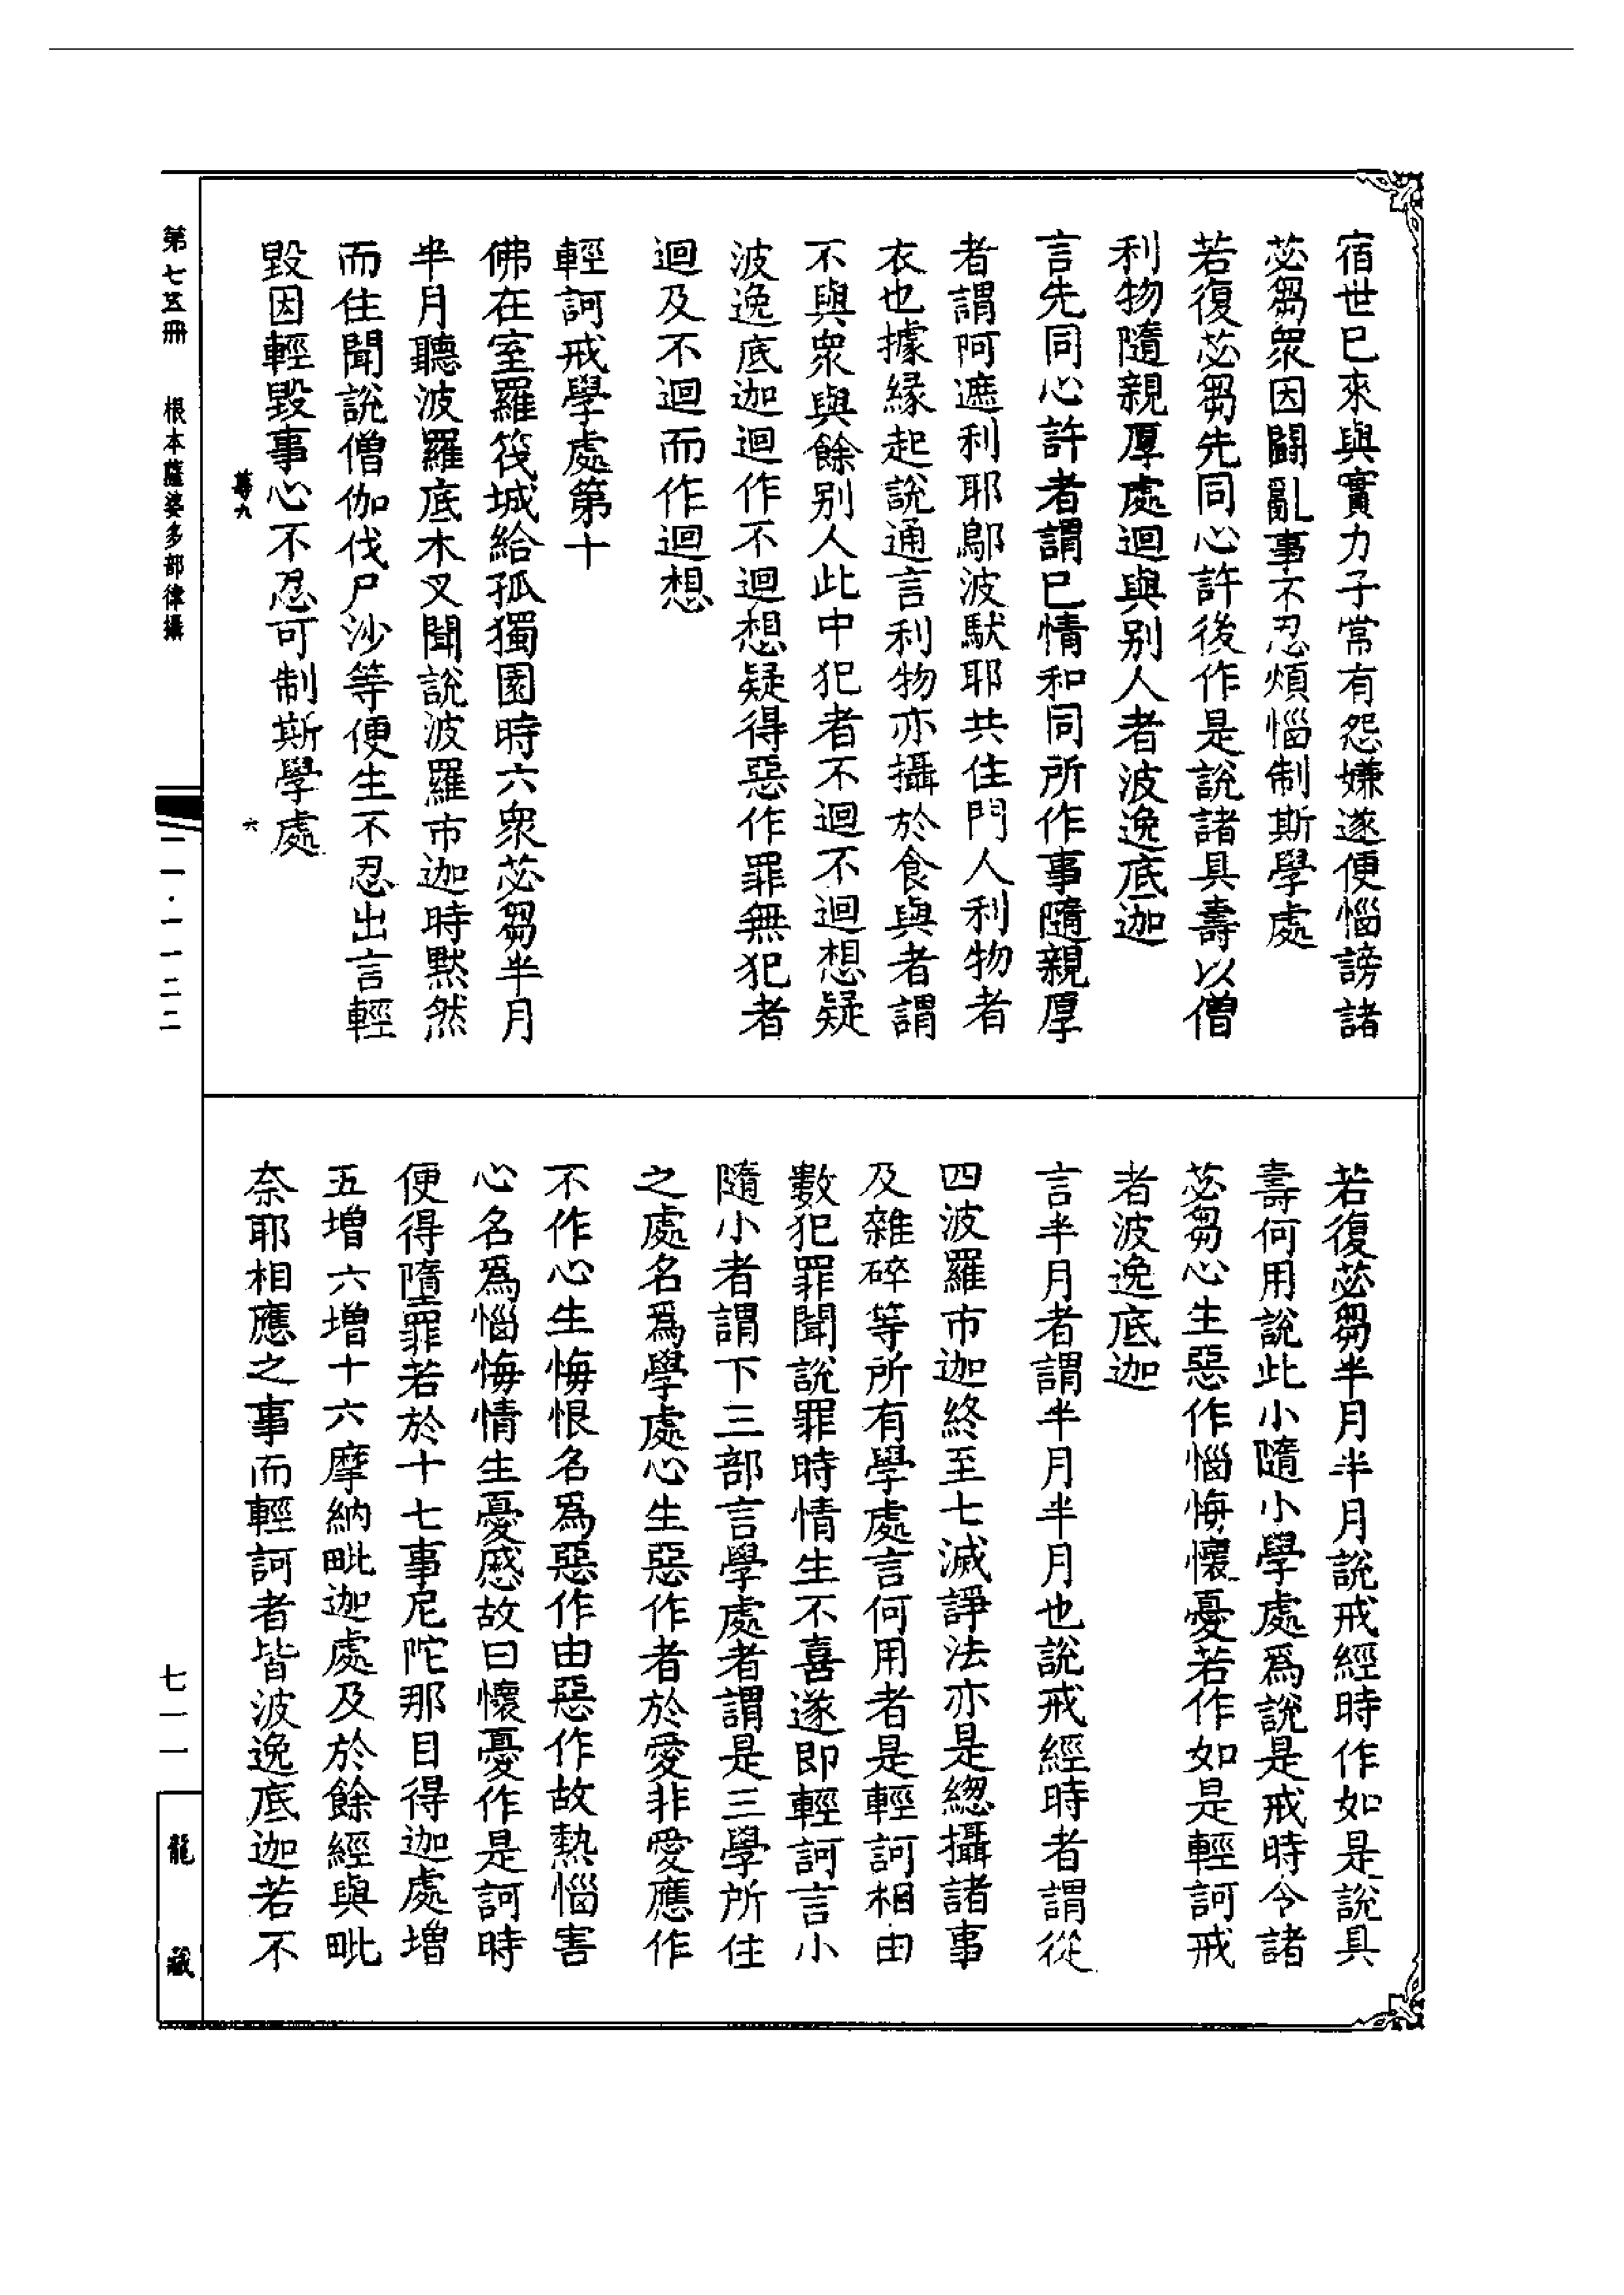 宿世已來與實力子常有怨嫌遂便惱謗諸
苾芻眾因鬪亂事不忍煩惱制斯學處
若復苾芻先同心許後作是說諸具壽以僧
利物隨親厚處迴與別人者波逸底迦
言先同心許者謂已情和同所作事隨親厚
者謂阿遮利耶鄔波馱耶共住門人利物者
衣也據緣起說通言利物亦攝於食與者謂
不與眾與餘別人此中犯者不迴不迴想疑
波逸底迦迴作不迴想疑得惡作罪無犯者
迴及不迴而作迴想
輕訶戒學處第十
佛在室羅筏城給孤獨園時六眾苾芻半月
半月聽波羅底木叉聞說波羅市迦時默然
而住聞說僧伽伐尸沙等便生不忍出言輕
毀因輕毀事心不忍可制斯學處
六
若復苾芻半月半月說戒經時作如是說具
壽何用說此小隨小學處爲說是戒時令諸
苾芻心生惡作惱悔懷憂若作如是輕訶戒
者波逸底迦
言半月者謂半月半月也說戒經時者謂從
四波羅市迦終至七滅諍法亦是總攝諸事
及雜碎等所有學處言何用者是輕訶相由
數犯罪聞說罪時情生不喜遂即輕訶言小
隨小者謂下三部言學處者謂是三學所住
之處名爲學處心生惡作者於愛非愛應作
不作心生悔恨名爲惡作由惡作故熱惱害
心名爲惱悔情生憂慼故曰懷憂作是訶時
便得墮罪若於十七事尼陀那目得迦處增
五增六增十六摩納毗迦處及於餘經與毗
奈耶相應之事而輕訶者皆波逸底迦若不
第七五冊 根本薩婆多部律攝
二一·一一二二
七一一
龍藏